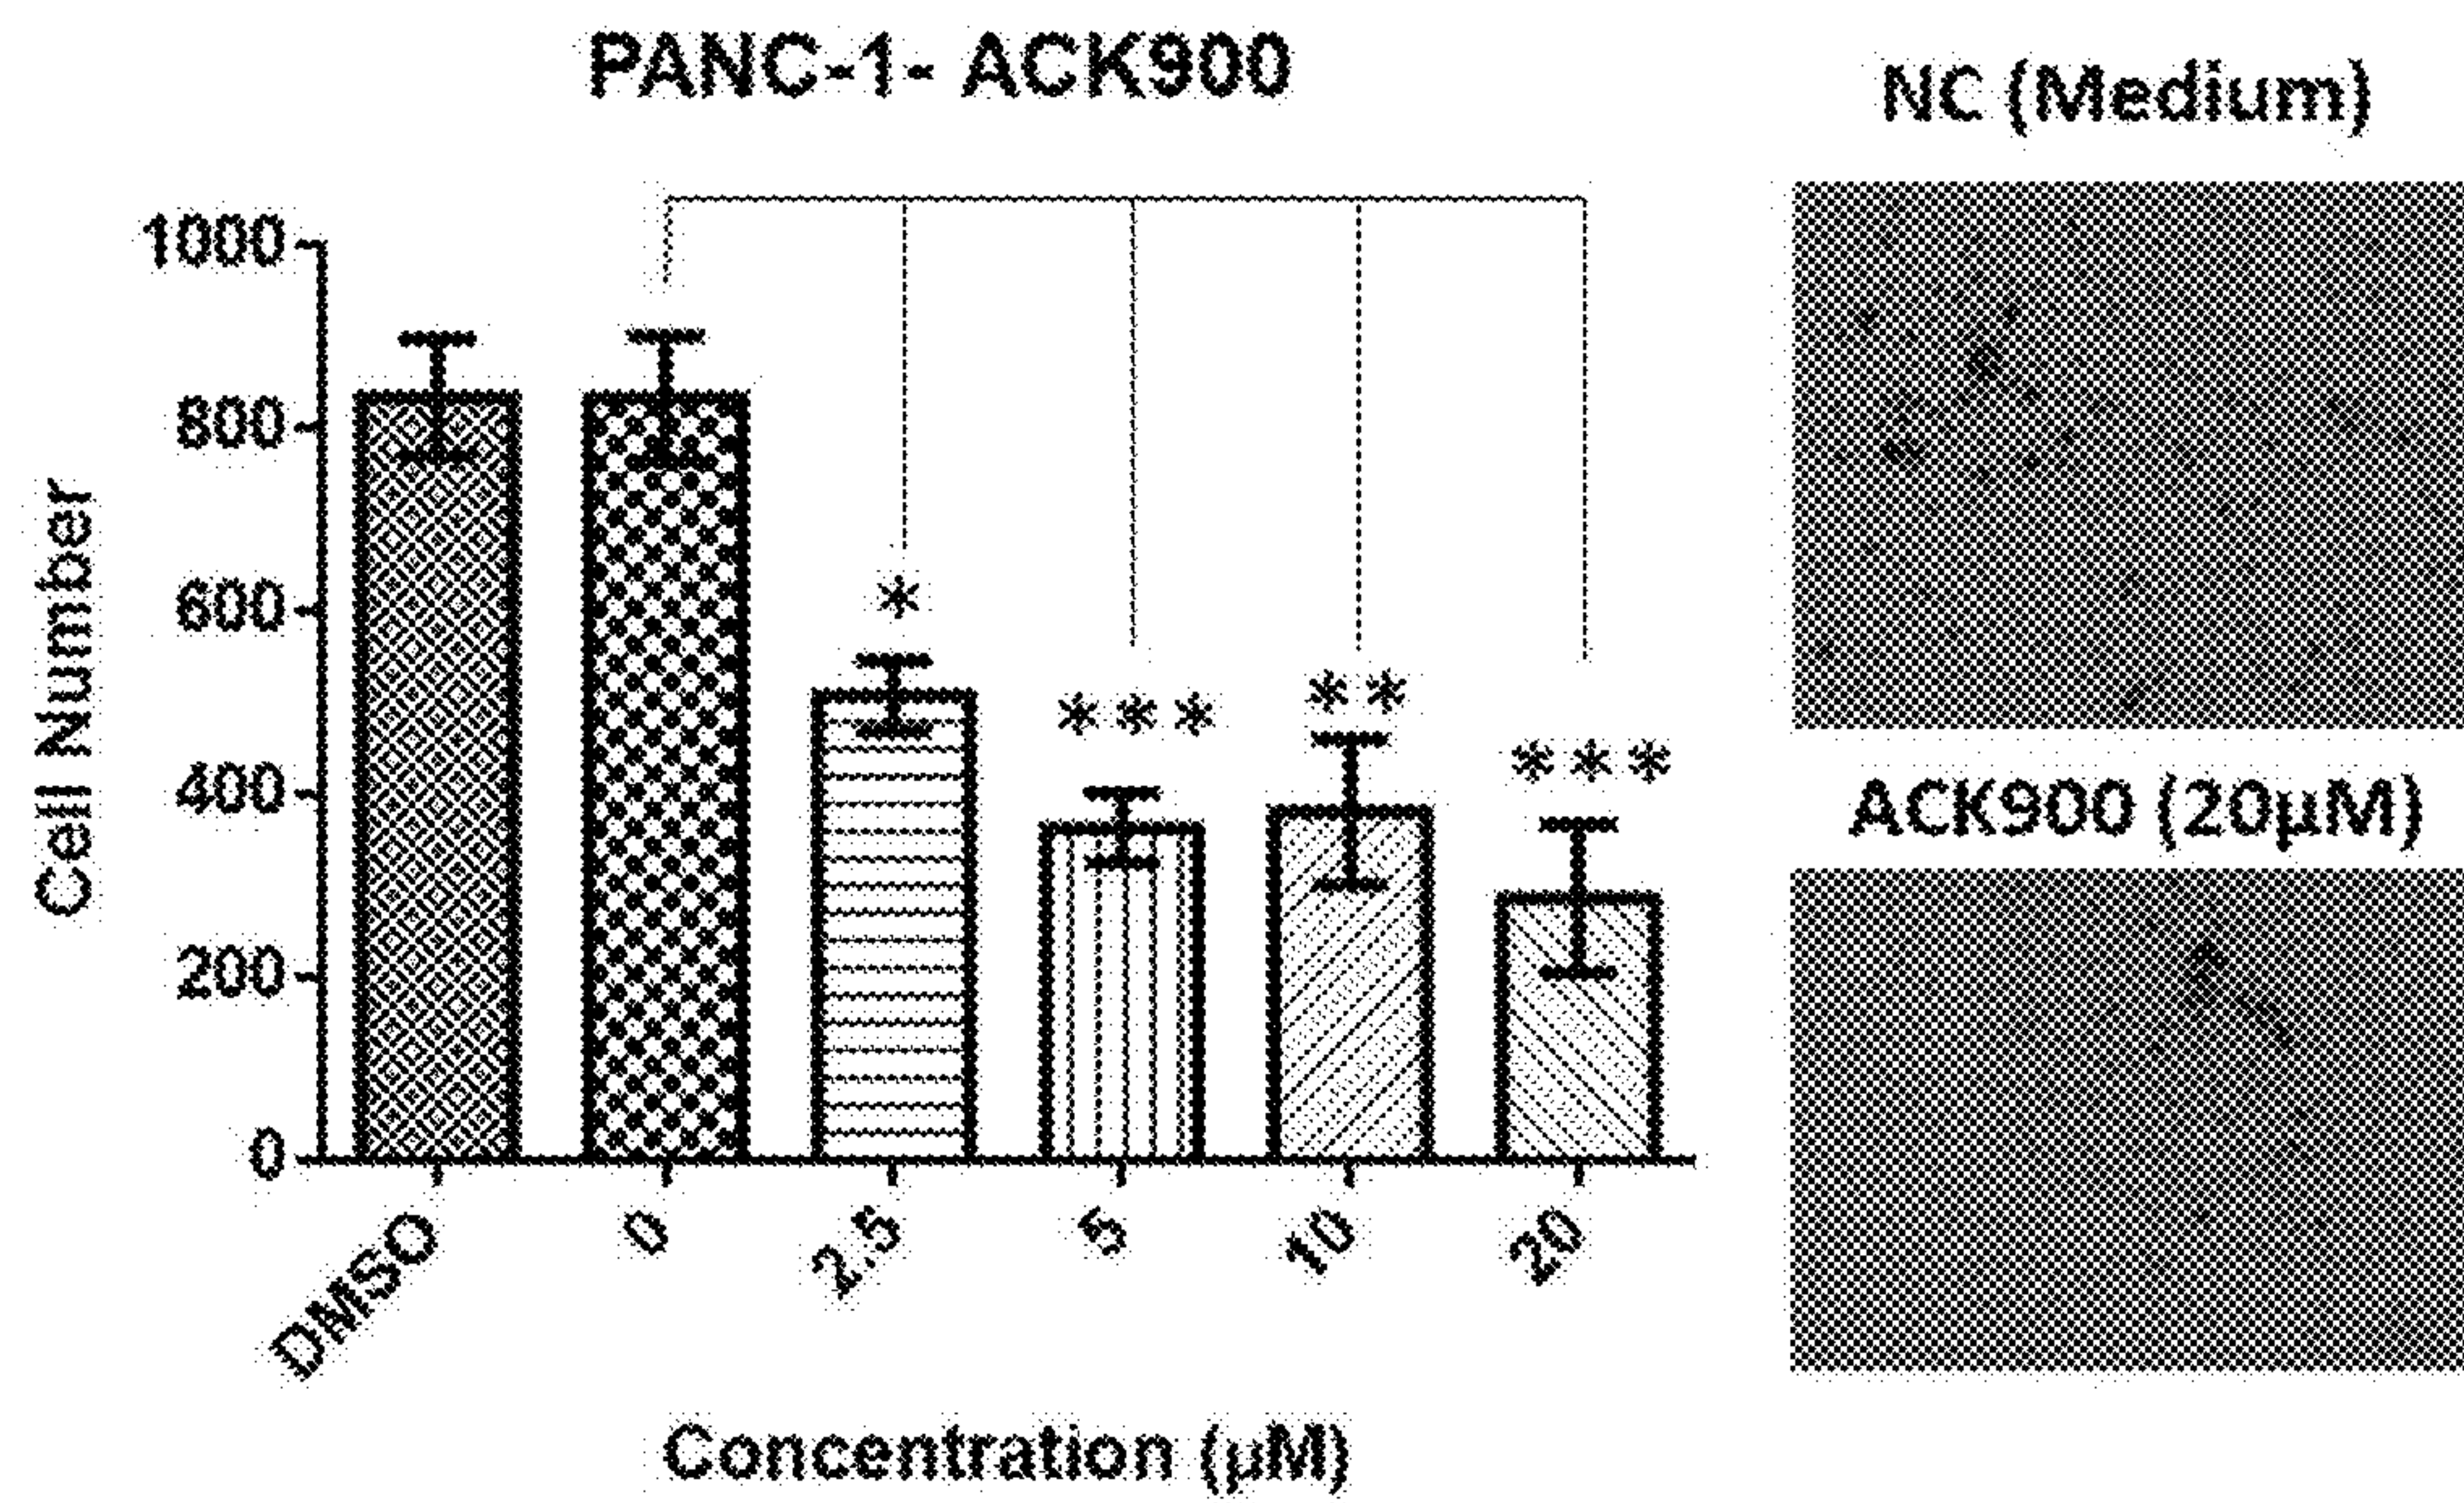 PANC-1- ACK900
NC (Medium)
1000
800
600
400
200
0
Cell Number
*
***
**
***
ACK900 (20µM)
DMSO
0
2.5
5
10
20
Concentration (µM)